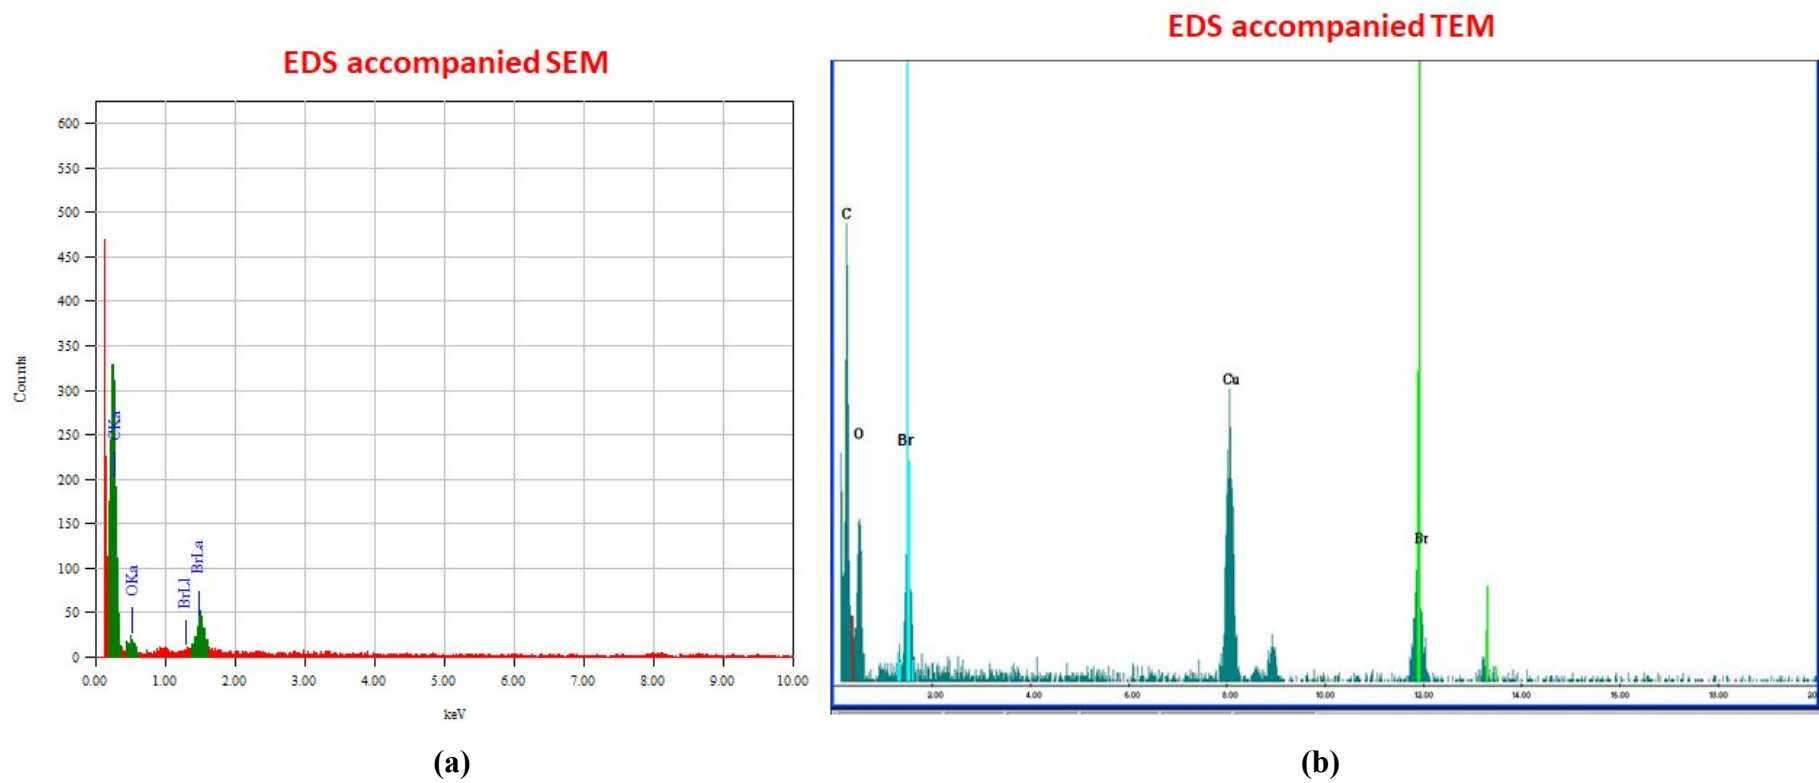 EDS accompanied SEM
EDS accompanied TEM
600
550
500
450
400
350
300
250
200
150
100
50
0
Counts
CKa
OKa
BrLl
BrLa
0.00 1.00 2.00 3.00 4.00 5.00 6.00 7.00 8.00 9.00 10.00
keV
C
O
Br
Cu
Br
2.00 4.00 6.00 8.00 10.00 12.00 14.00 16.00 18.00 20
(a)
(b)